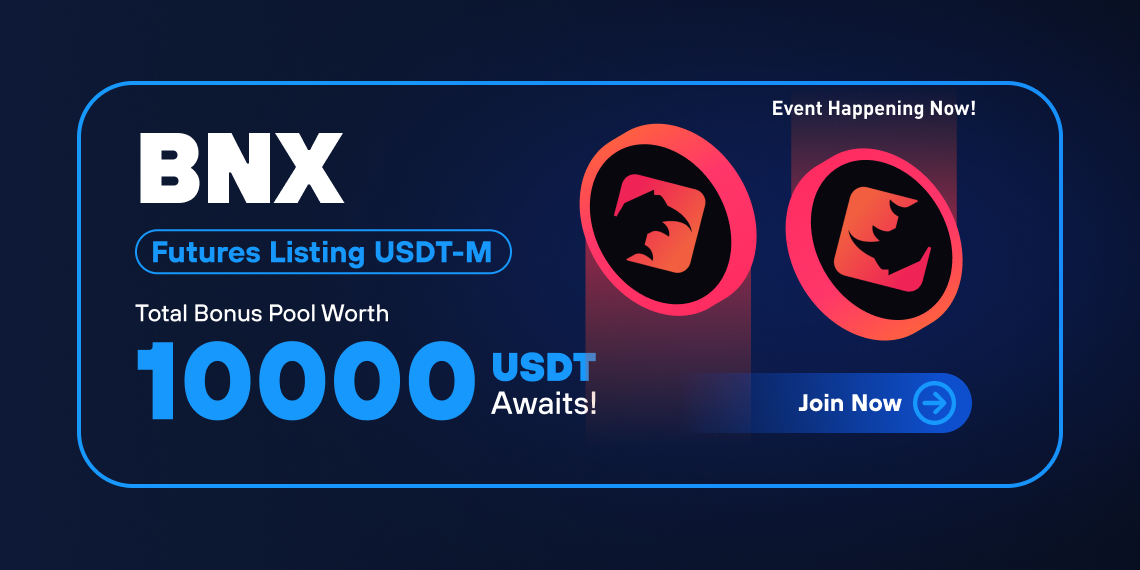 Event Happening Now!
BNX
Futures Listing USDT-M
Total Bonus Pool Worth
10000 USDT
Awaits!
Join Now